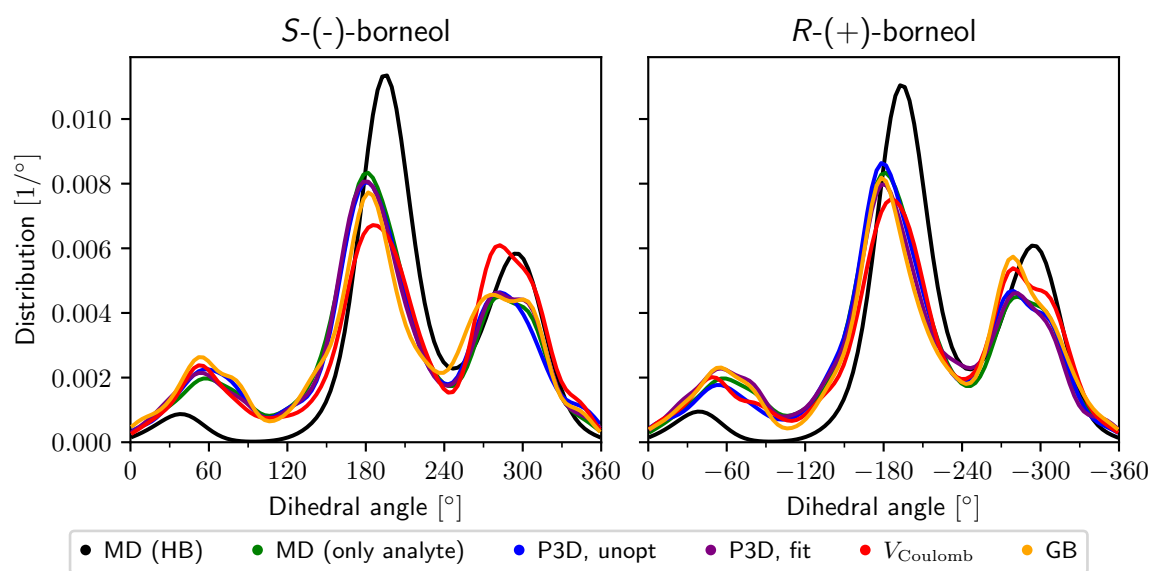 S-(-)-borneol
R-(+)-borneol
Distribution [1/°]
0.010
0.008
0.006
0.004
0.002
0.000
0 60 120 180 240 300 360
0 −60 −120 −180 −240 −300 −360
Dihedral angle [°]
Dihedral angle [°]
MD (HB) MD (only analyte) P3D, unopt P3D, fit VCoulomb GB